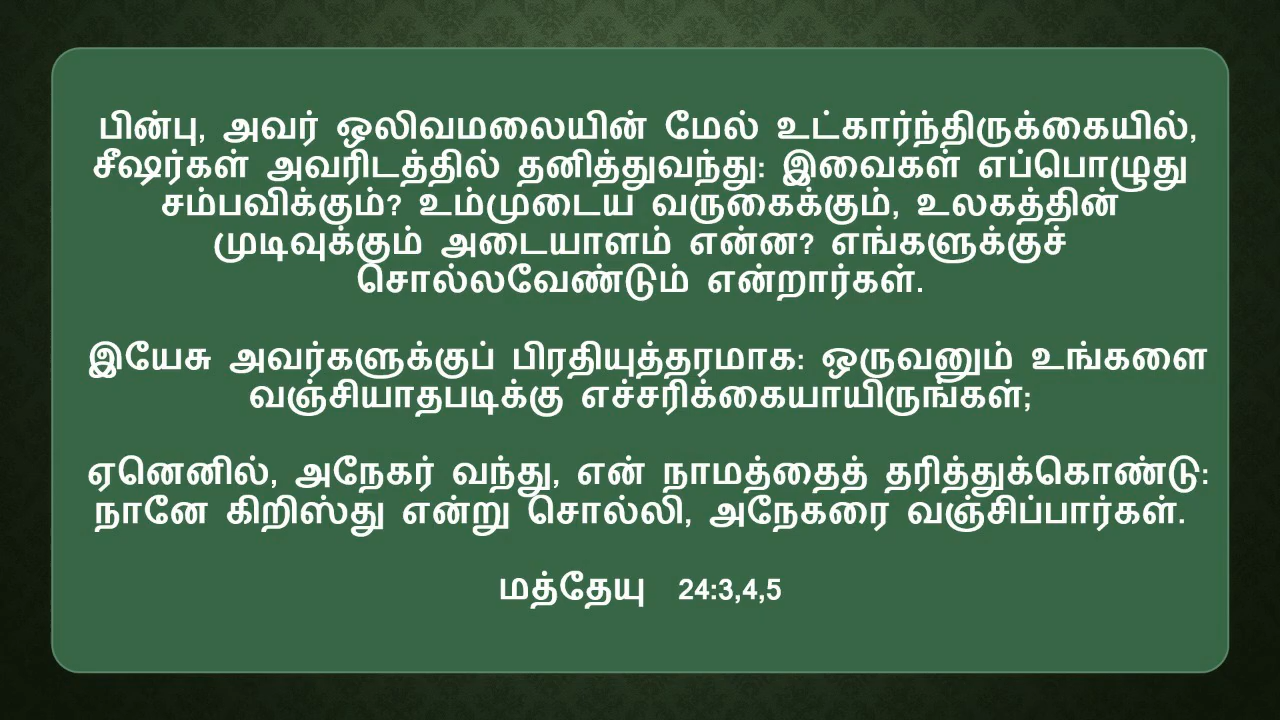 பின்பு, அவர் ஒலிவமலையின் மேல் உட்கார்ந்திருக்கையில்,
சீஷர்கள் அவரிடத்தில் தனித்துவந்து: இவைகள் எப்பொழுது
சம்பவிக்கும்? உம்முடைய வருகைக்கும், உலகத்தின்
முடிவுக்கும் அடையாளம் என்ன? எங்களுக்குச்
சொல்லவேண்டும் என்றார்கள்.
இயேசு அவர்களுக்குப் பிரதியுத்தரமாக: ஒருவனும் உங்களை
வஞ்சியாதபடிக்கு எச்சரிக்கையாயிருங்கள்;
ஏனெனில், அநேகர் வந்து, என் நாமத்தைத் தரித்துக்கொண்டு:
நானே கிறிஸ்து என்று சொல்லி, அநேகரை வஞ்சிப்பார்கள்.
மத்தேயு 24:3,4,5